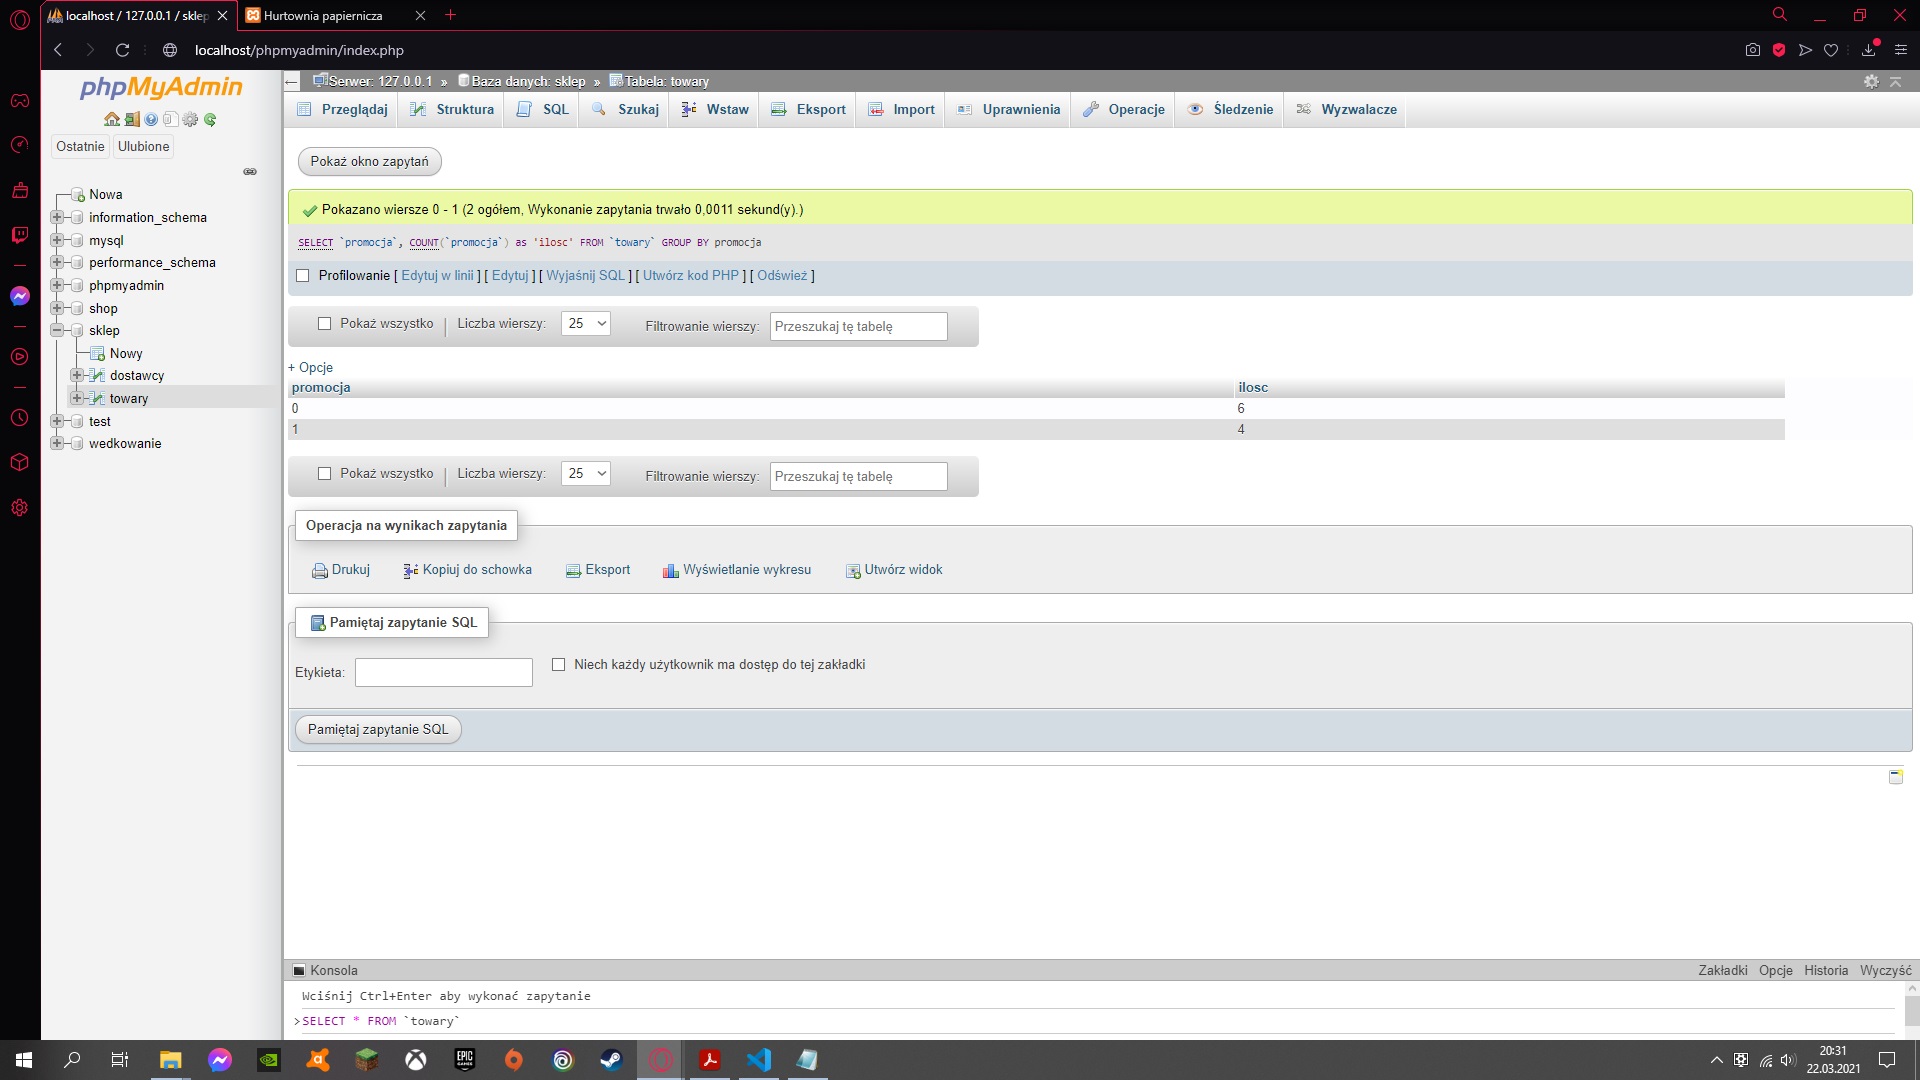 localhost / 127.0.0.1 / sklep
Hurtownia papiernicza
localhost/phpmyadmin/index.php
phpMyAdmin
Ostatnie
Ulubione
Nowa
information_schema
mysql
performance_schema
phpmyadmin
shop
sklep
Nowy
dostawcy
towary
test
wedkowanie
Serwer: 127.0.0.1 » Baza danych: sklep » Tabela: towary
Przeglądaj Struktura SQL Szukaj Wstaw Eksport Import Uprawnienia Operacje Śledzenie Wyzwalacze
Pokaż okno zapytań
Pokazano wiersze 0 - 1 (2 ogółem, Wykonanie zapytania trwało 0,0011 sekund(y).)
SELECT `promocja`, COUNT(`promocja`) as 'ilosc' FROM `towary` GROUP BY promocja
Profilowanie [ Edytuj w linii ] [ Edytuj ] [ Wyjaśnij SQL ] [ Utwórz kod PHP ] [ Odśwież ]
Pokaż wszystko | Liczba wierszy: 25 Filtrowanie wierszy: Przeszukaj tę tabelę
+ Opcje
promocja ilosc
0 6
1 4
Pokaż wszystko | Liczba wierszy: 25 Filtrowanie wierszy: Przeszukaj tę tabelę
Operacja na wynikach zapytania
Drukuj Kopiuj do schowka Eksport Wyświetlanie wykresu Utwórz widok
Pamiętaj zapytanie SQL
Etykieta: Niech każdy użytkownik ma dostęp do tej zakładki
Pamiętaj zapytanie SQL
Konsola Zakładki Opcje Historia Wyczyść
Wciśnij Ctrl+Enter aby wykonać zapytanie
>SELECT * FROM `towary`
EPIC GAMES
20:31
22.03.2021